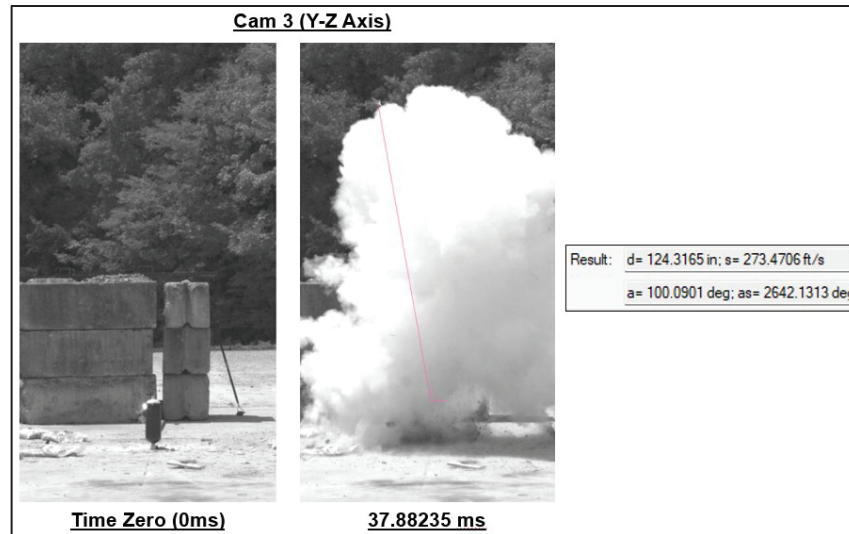 Cam 3 (Y-Z Axis)
Result: d= 124.3165 in; s= 273.4706 ft/s
a= 100.0901 deg; as= 2642.1313 deg
Time Zero (0ms)
37.88235 ms